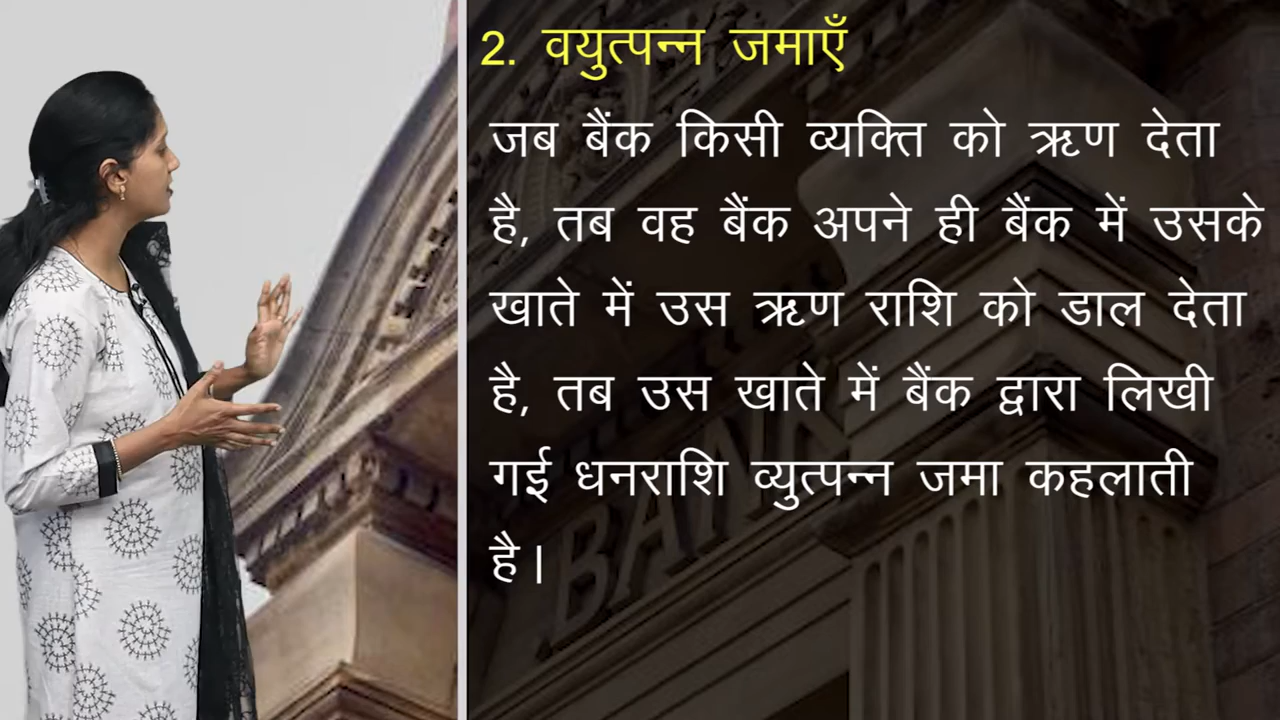 2. वयुत्पन्न जमाएँ
जब बैंक किसी व्यक्ति को ऋण देता
है, तब वह बैंक अपने ही बैंक में उसके
खाते में उस ऋण राशि को डाल देता
है, तब उस खाते में बैंक द्वारा लिखी
गई धनराशि व्युत्पन्न जमा कहलाती
है।
BANK